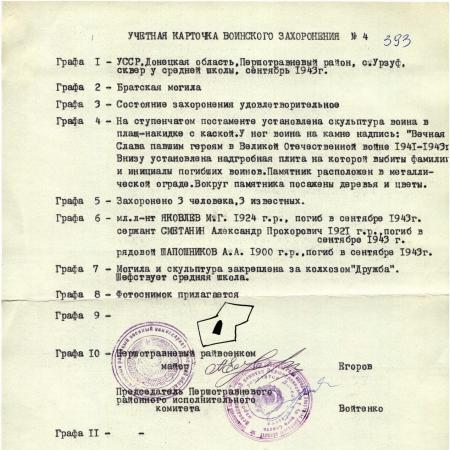 УЧЕТНАЯ КАРТОЧКА ВОИНСКОГО ЗАХОРОНЕНИЯ № 4 393
Графа I - УССР,Донецкая область,Першотравневый район, с.Урзуф,
сквер у средней школы, сентябрь 1943г.
Графа 2 - Братская могила
Графа 3 - Состояние захоронения удовлетворительное
Графа 4 - На ступенчатом постаменте установлена скульптура воина в
плащ-накидке с каской.У ног воина на камне надпись: "Вечная
Слава павшим героям в Великой Отечественной войне 1941-1943г
Внизу установлена надгробная плита на которой выбиты фамилии
и инициалы погибших воинов.Памятник расположен в металли-
ческой ограде.Вокруг памятника посажены деревья и цветы.
Графа 5 - Захоронено 3 человека,3 известных.
Графа 6 - мл.л-нт ЯКОВЛЕВ М.Г. 1924 г.р., погиб в сентябре 1943г.
сержант СМЕТАНИН Александр Прохорович 1921 г.р.,погиб в
сентябре 1943 г.
рядовой ШАПОШНИКОВ А.А. 1900 г.р.,погиб в сентябре 1943г.
Графа 7 - Могила и скульптура закреплена за колхозом"Дружба".
Шефствует средняя школа.
Графа 8 - Фотоснимок прилагается
Графа 9 -
Графа 10 - Першотравневый райвоенком
майор Егоров
Председатель Першотравневого
районного исполнительного
комитета Войтенко
Графа II - -